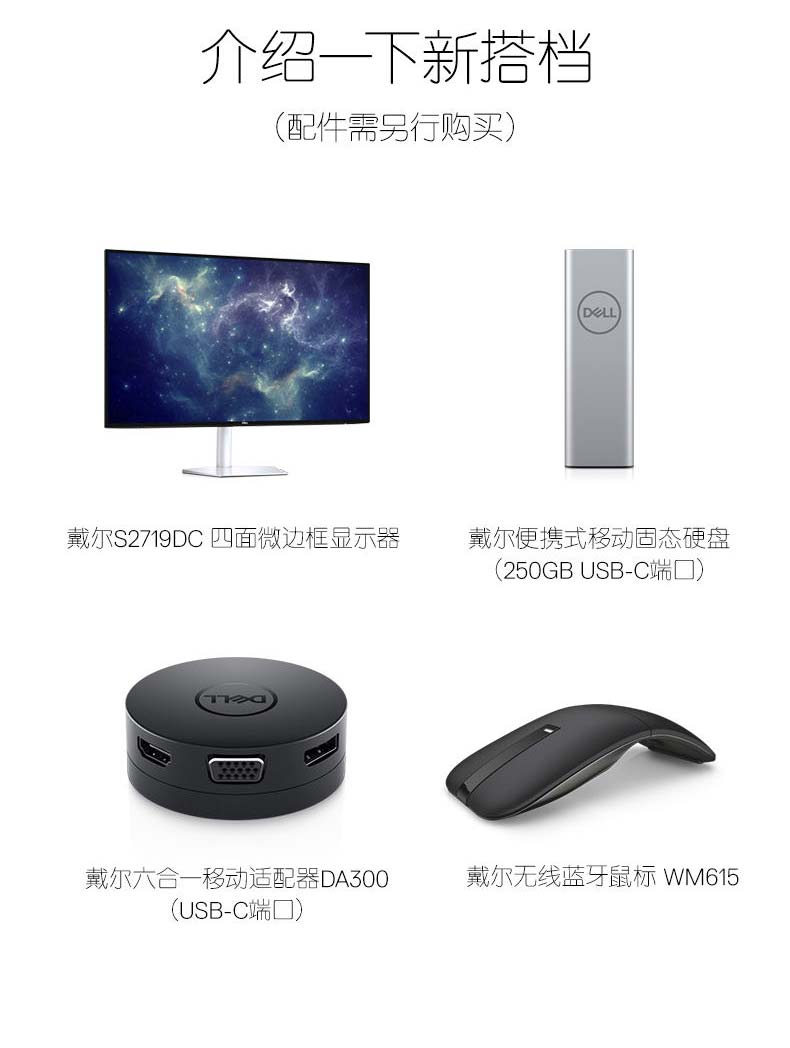 介绍一下新搭档
（配件需另行购买）
DELL
戴尔S2719DC 四面微边框显示器
戴尔便携式移动固态硬盘
（250GB USB-C端口）
DELL
戴尔六合一移动适配器DA300
（USB-C端口）
戴尔无线蓝牙鼠标 WM615